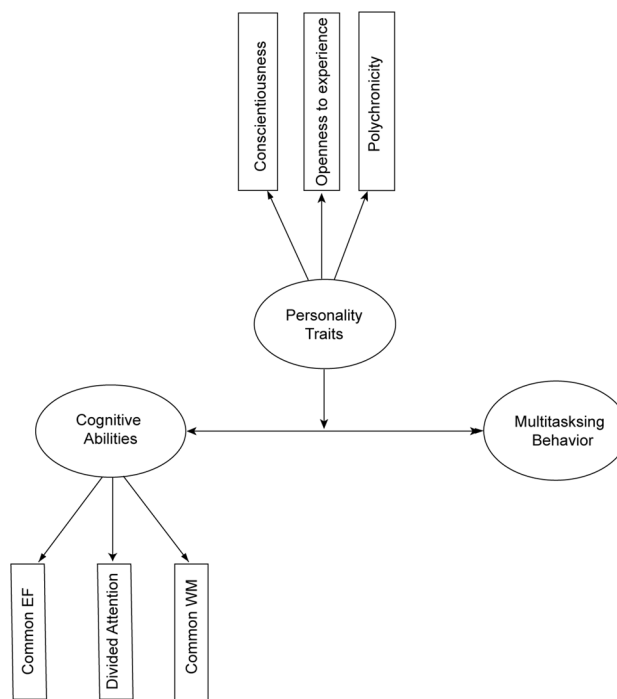 Conscientiousness
Openness to experience
Polychronicity
Personality
Traits
Cognitive
Abilities
Multitasksing
Behavior
Common EF
Divided Attention
Common WM